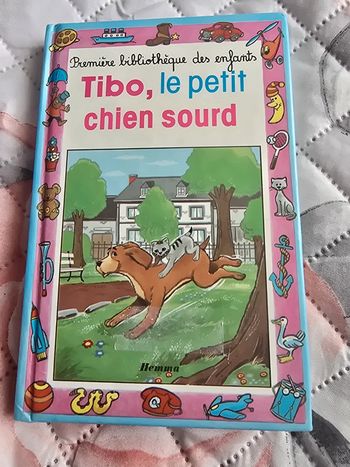 Première bibliothèque des enfants
Tibo, le petit
chien sourd
Hemma